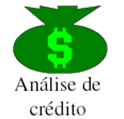 $
Análise de
crédito